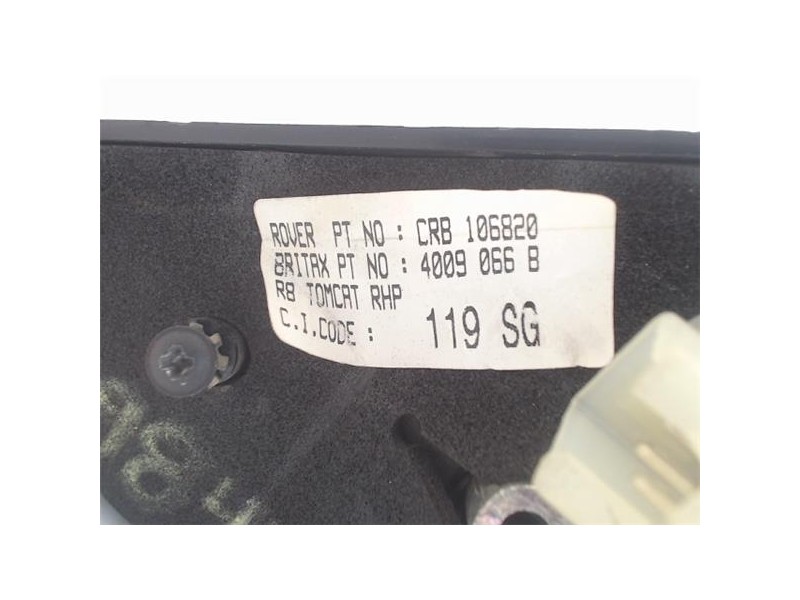 ROVER PT NO : CRB 106820
BRITAX PT NO : 4009 066 B
R8 TOMCAT RHP
C.I.CODE : 119 SG